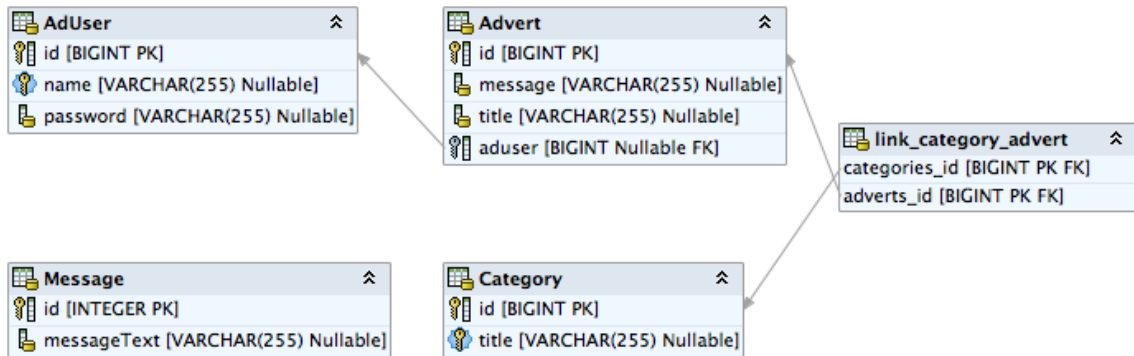 AdUser
id [BIGINT PK]
name [VARCHAR(255) Nullable]
password [VARCHAR(255) Nullable]
Advert
id [BIGINT PK]
message [VARCHAR(255) Nullable]
title [VARCHAR(255) Nullable]
aduser [BIGINT Nullable FK]
link_category_advert
categories_id [BIGINT PK FK]
adverts_id [BIGINT PK FK]
Message
id [INTEGER PK]
messageText [VARCHAR(255) Nullable]
Category
id [BIGINT PK]
title [VARCHAR(255) Nullable]